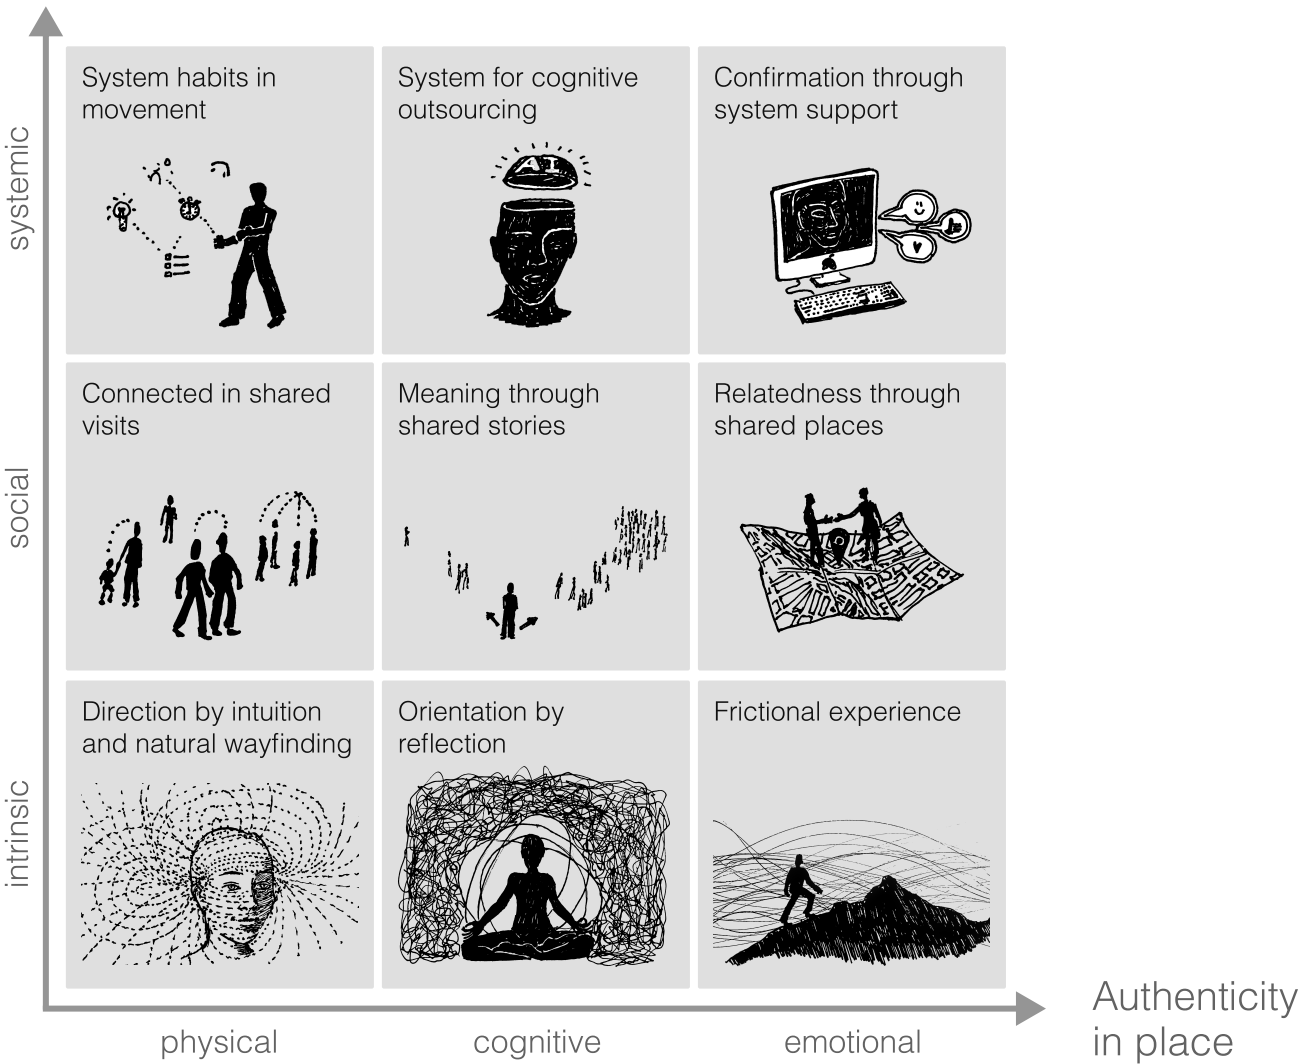 systemic
System habits in
movement
System for cognitive
outsourcing
AI
Confirmation through
system support
social
Connected in shared
visits
Meaning through
shared stories
Relatedness through
shared places
intrinsic
Direction by intuition
and natural wayfinding
Orientation by
reflection
Frictional experience
physical
cognitive
emotional
Authenticity
in place